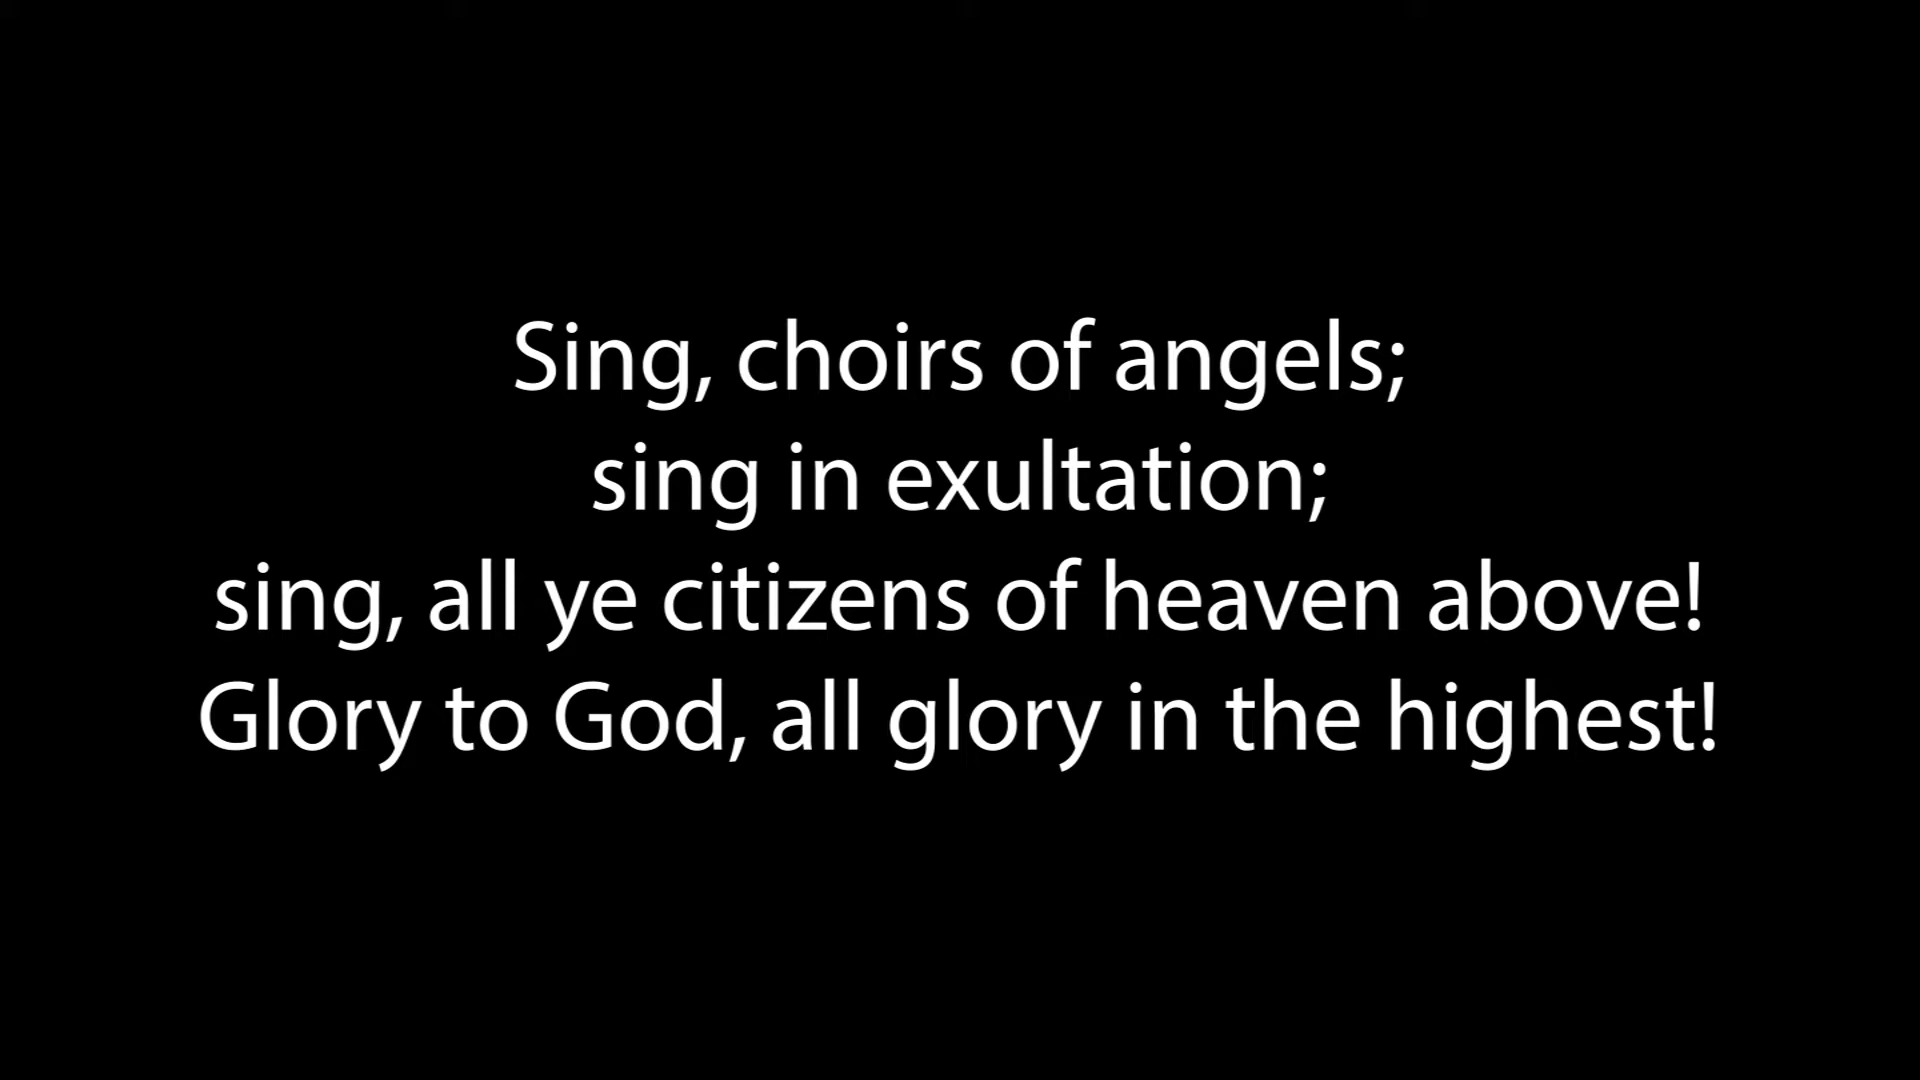 Sing, choirs of angels;
sing in exultation;
sing, all ye citizens of heaven above!
Glory to God, all glory in the highest!